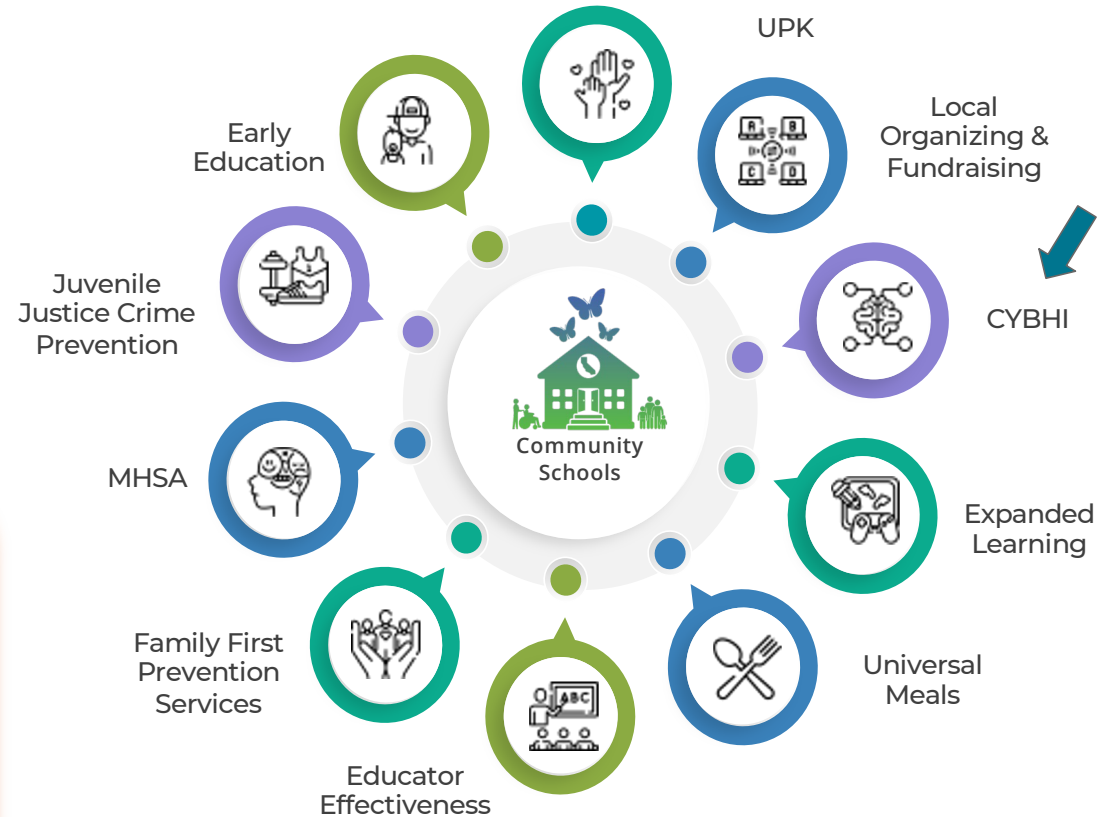 UPK
Local
Organizing &
Fundraising
CYBHI
Expanded
Learning
Universal
Meals
Educator
Effectiveness
Family First
Prevention
Services
MHSA
Juvenile
Justice Crime
Prevention
Early
Education
Community
Schools
A B
C D
ABC